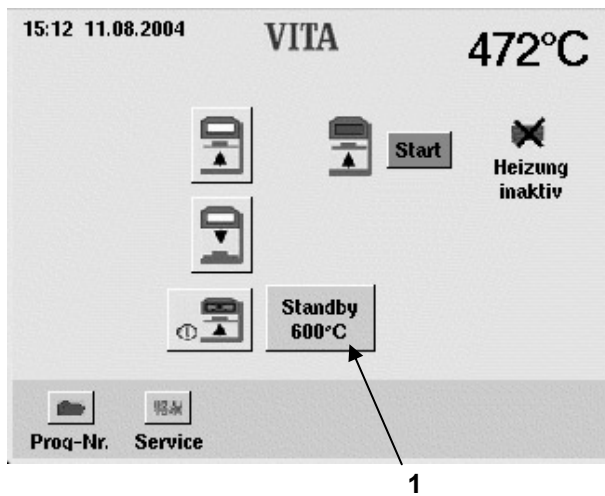 15:12 11.08.2004
VITA
472°C
Start
Heizung
inaktiv
Standby
600°C
Prog-Nr.
Service
1